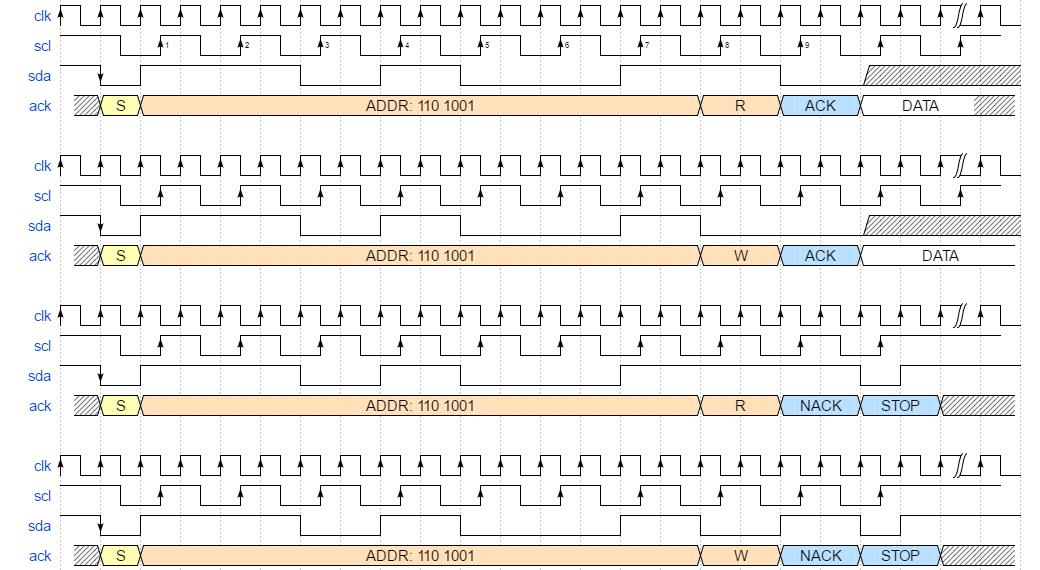 clk
scl 1 2 3 4 5 6 7 8 9
sda
ack S ADDR: 110 1001 R ACK DATA
clk
scl
sda
ack S ADDR: 110 1001 W ACK DATA
clk
scl
sda
ack S ADDR: 110 1001 R NACK STOP
clk
scl
sda
ack S ADDR: 110 1001 W NACK STOP